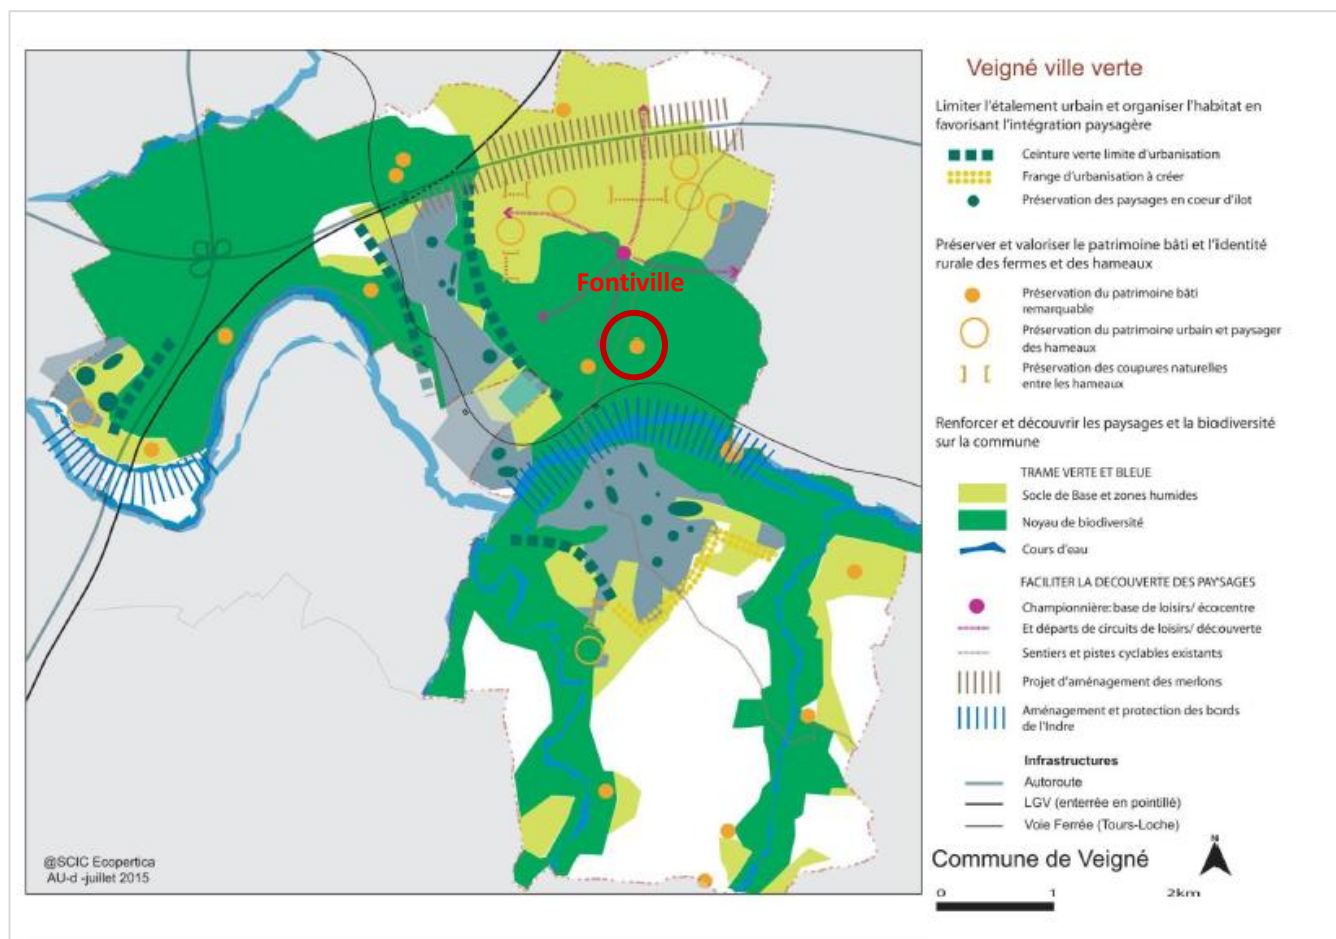 Veigné ville verte
Limiter l'étalement urbain et organiser l'habitat en
favorisant l'intégration paysagère
Ceinture verte limite d'urbanisation
Frange d'urbanisation à créer
Préservation des paysages en coeur d'ilot
Préserver et valoriser le patrimoine bâti et l'identité
rurale des fermes et des hameaux
Préservation du patrimoine bâti
remarquable
Préservation du patrimoine urbain et paysager
des hameaux
Préservation des coupures naturelles
entre les hameaux
Renforcer et découvrir les paysages et la biodiversité
sur la commune
TRAME VERTE ET BLEUE
Socle de Base et zones humides
Noyau de biodiversité
Cours d'eau
FACILITER LA DECOUVERTE DES PAYSAGES
Championnière: base de loisirs/ écocentre
Et départs de circuits de loisirs/ découverte
Sentiers et pistes cyclables existants
Projet d'aménagement des merlons
Aménagement et protection des bords
de l'Indre
Infrastructures
Autoroute
LGV (enterrée en pointillé)
Voie Ferrée (Tours-Loche)
Commune de Veigné
N
0 1 2km
Fontiville
@SCIC Ecopertica
AU-d -juillet 2015